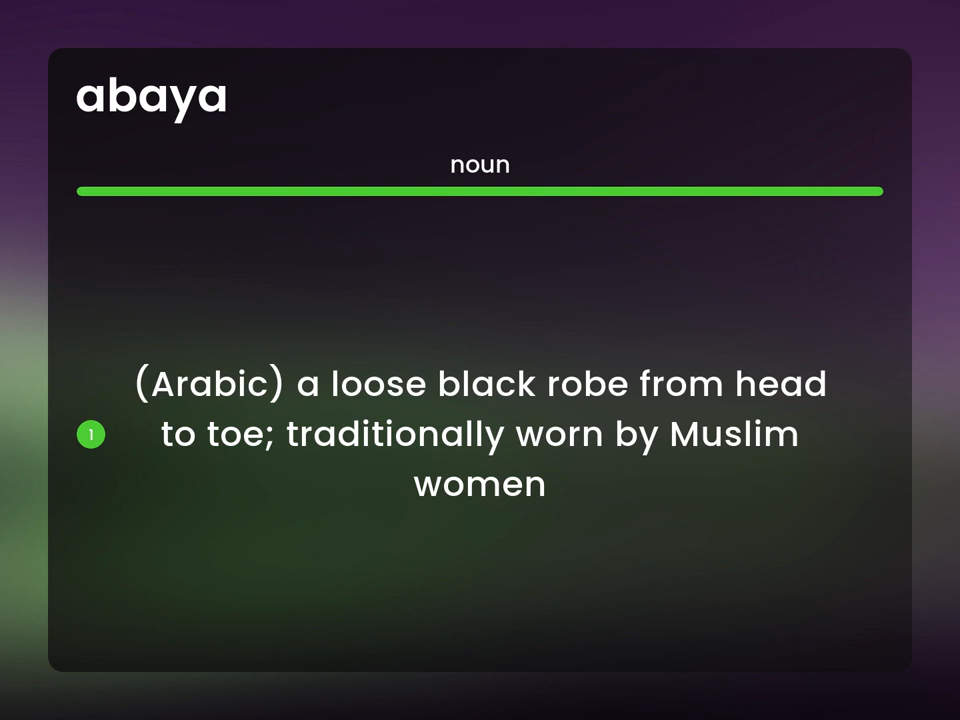 abaya
noun
(Arabic) a loose black robe from head
1 to toe; traditionally worn by Muslim
women